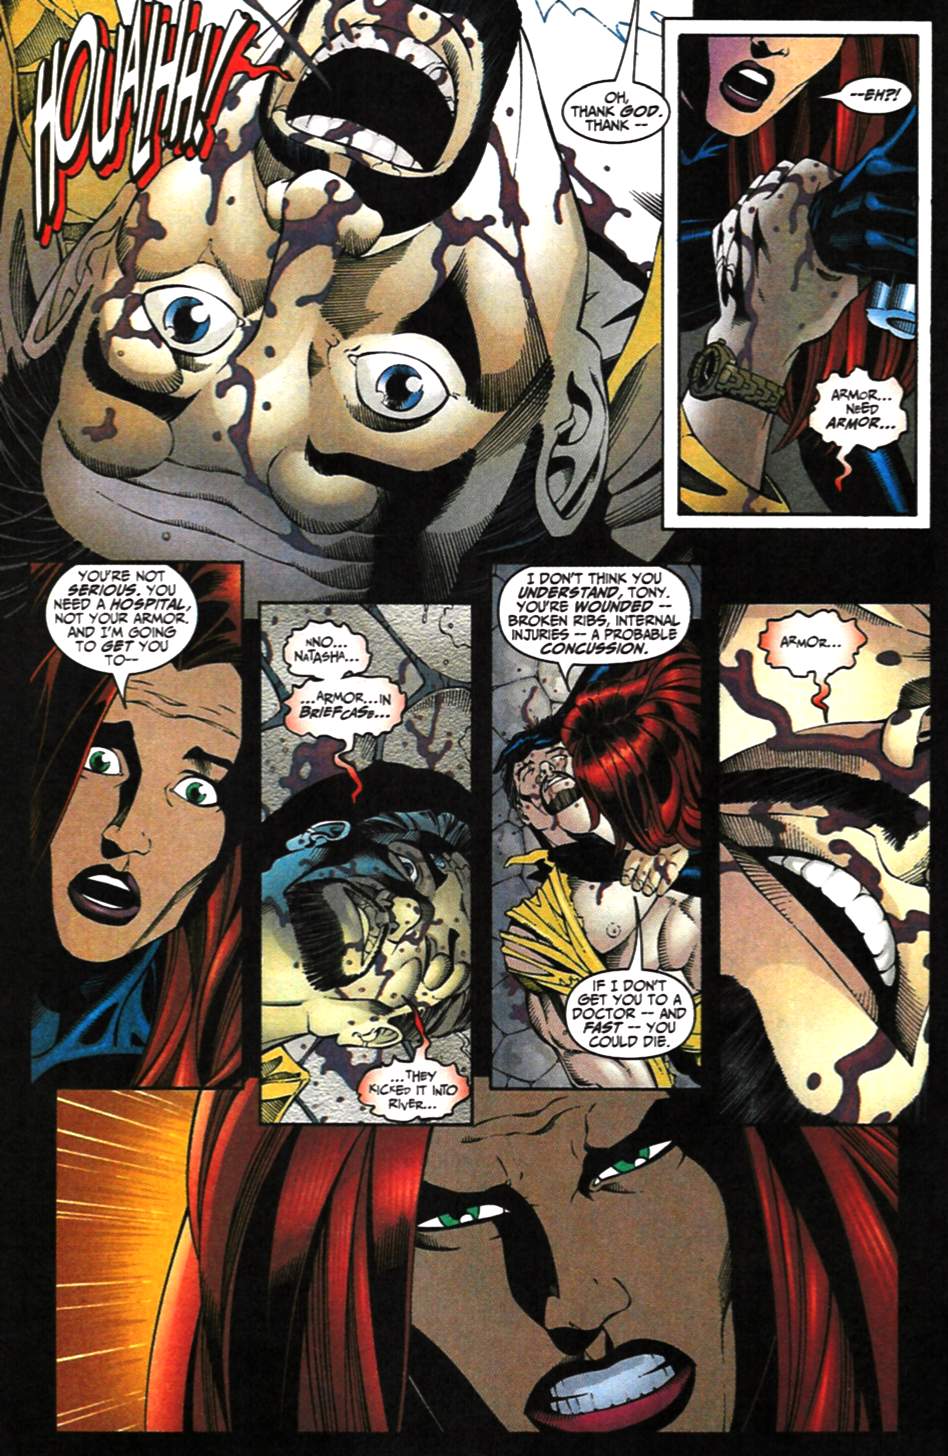 HOUAHHH!!
OH,
THANK GOD.
THANK --
--EH?!
ARMOR...
NEED
ARMOR...
YOU'RE NOT
SERIOUS. YOU
NEED A HOSPITAL,
NOT YOUR ARMOR.
AND I'M GOING
TO GET YOU
TO--
NNO...
NATASHA...
...ARMOR...IN
BRIEFCASE...
...THEY
KICKED IT INTO
RIVER...
I DON'T THINK YOU
UNDERSTAND, TONY.
YOU'RE WOUNDED --
BROKEN RIBS, INTERNAL
INJURIES -- A PROBABLE
CONCUSSION.
IF I DON'T
GET YOU TO A
DOCTOR -- AND
FAST -- YOU
COULD DIE.
ARMOR...